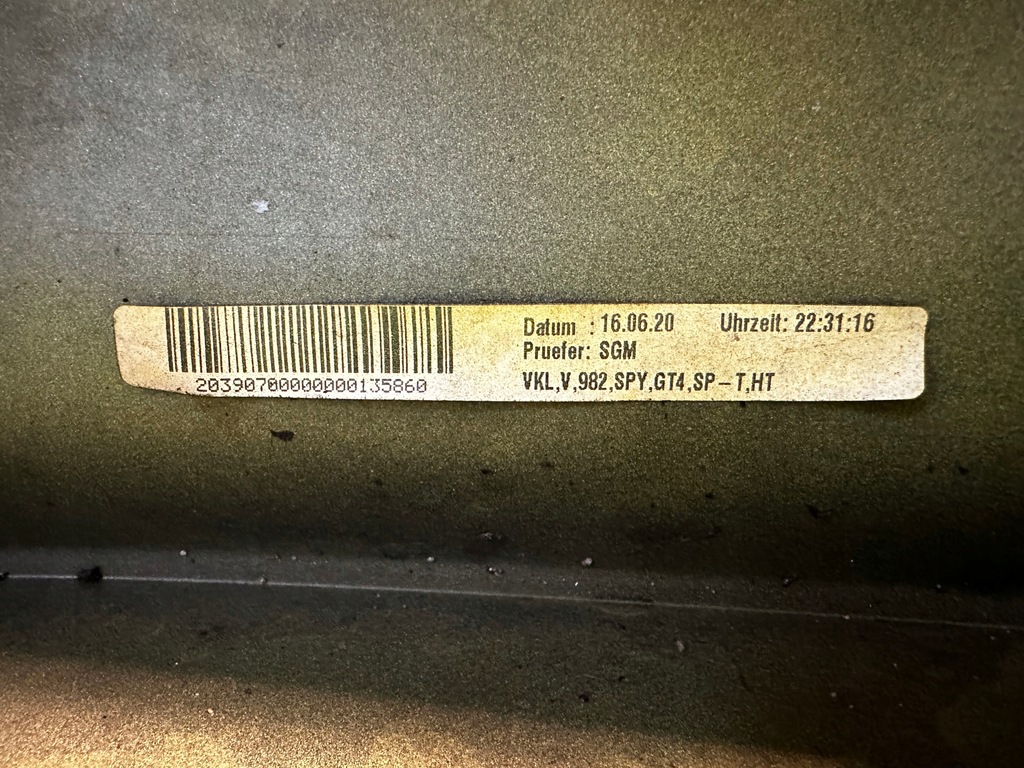 Datum : 16.06.20 Uhrzeit: 22:31:16
Pruefer: SGM
20390700000000135860
VKL,V,982,SPY,GT4,SP-T,HT